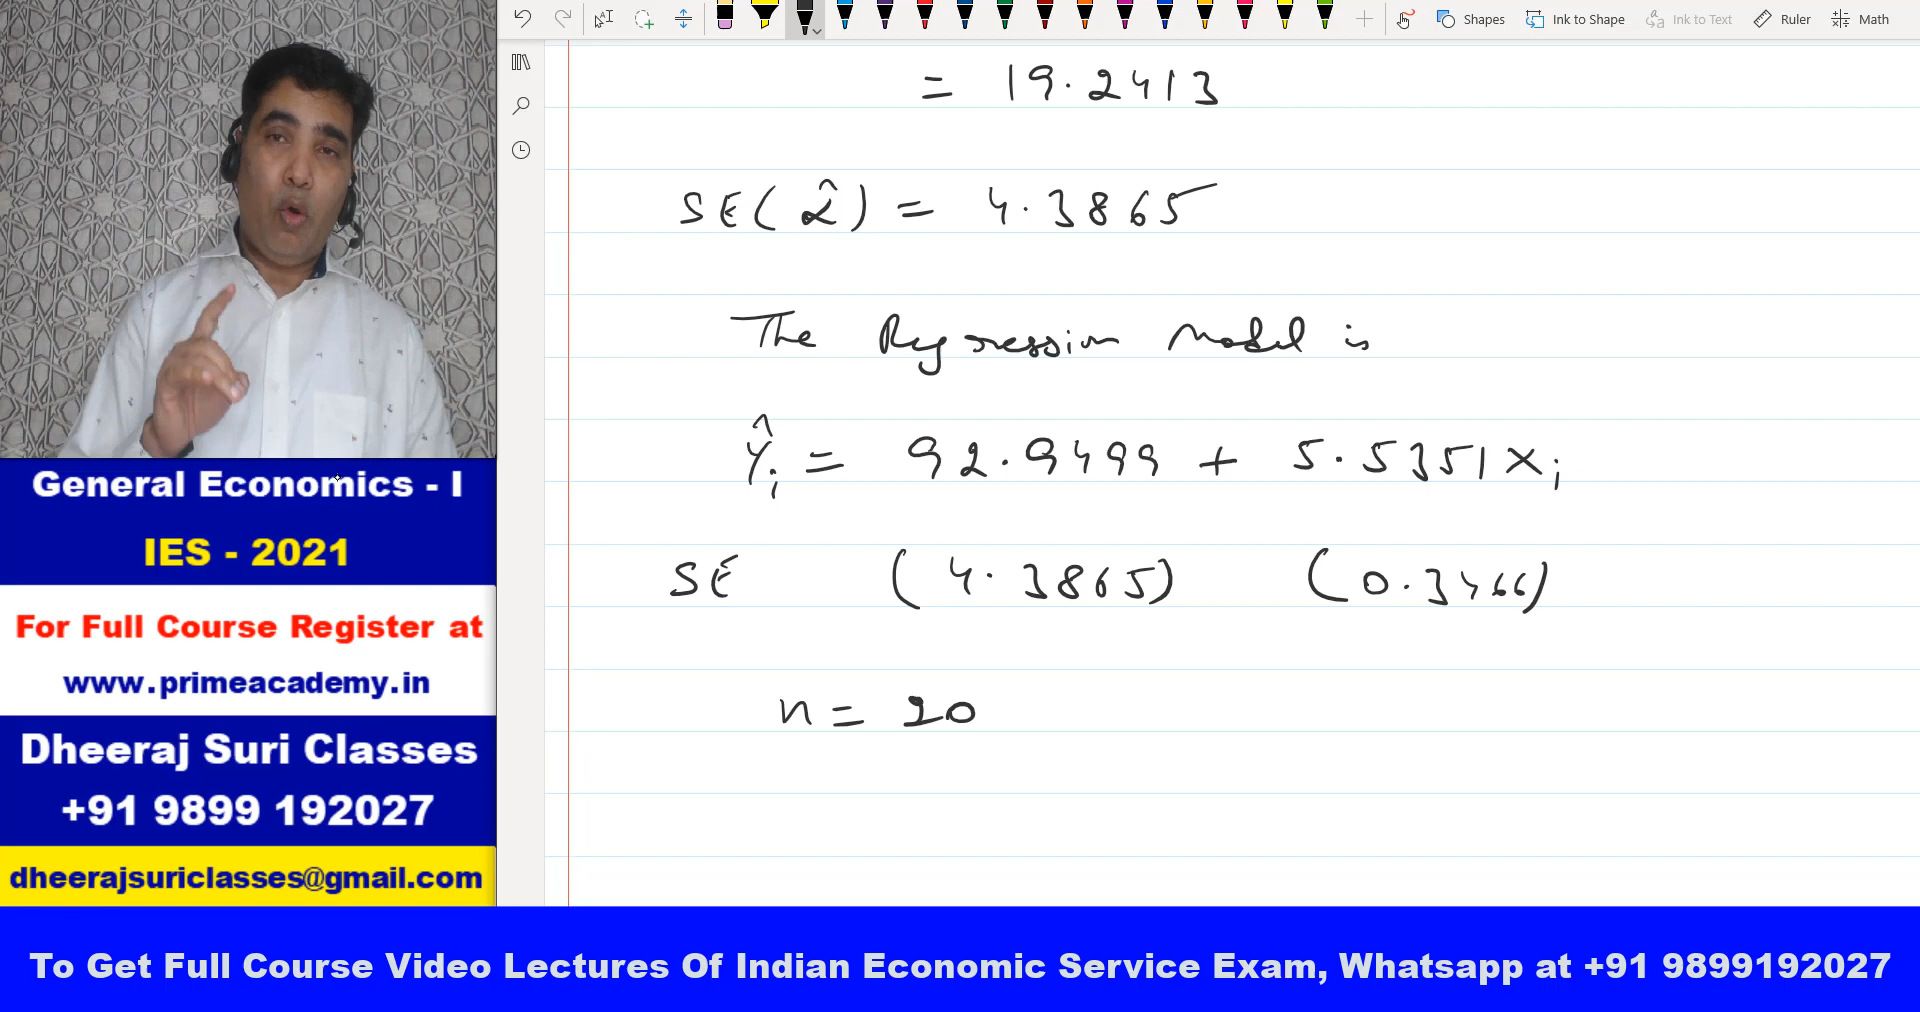 Shapes Ink to Shape Ink to Text Ruler Math
= 19.2413
SE(α̂) = 4.3865
The Regression Model is
Ŷi = 92.9499 + 5.5351 Xi
SE (4.3865) (0.3466)
n = 20
General Economics - I
IES - 2021
For Full Course Register at
www.primeacademy.in
Dheeraj Suri Classes
+91 9899 192027
dheerajsuriclasses@gmail.com
To Get Full Course Video Lectures Of Indian Economic Service Exam, Whatsapp at +91 9899192027